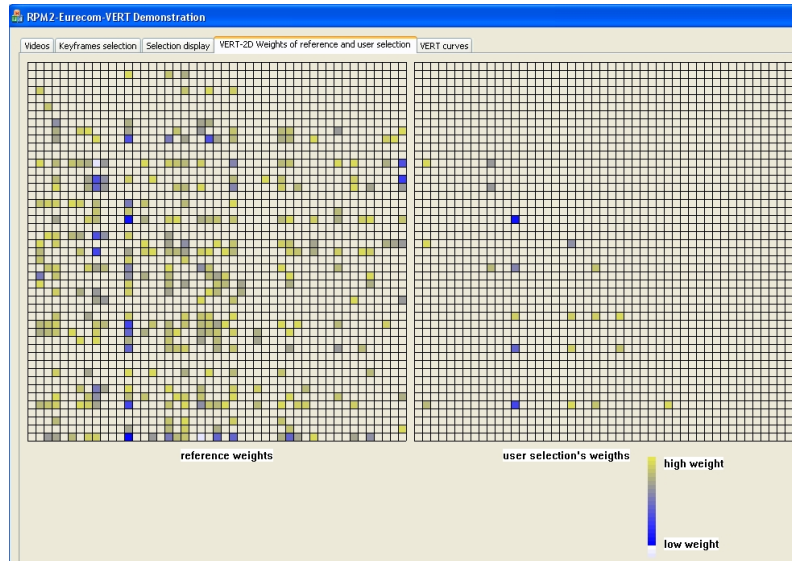 RPM2-Eurecom-VERT Demonstration
Videos Keyframes selection Selection display VERT-2D Weights of reference and user selection VERT curves
reference weights user selection's weigths
high weight
low weight